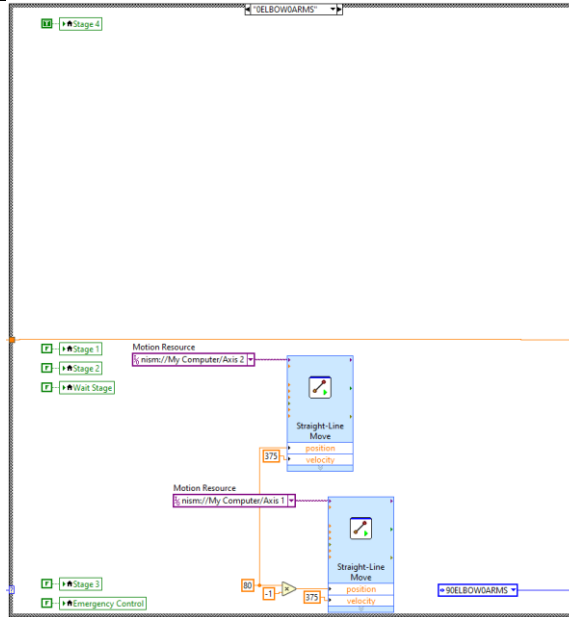 "0ELBOW0ARMS"
T Stage 4
F Stage 1
Motion Resource
F Stage 2
nism://My Computer/Axis 2
F Wait Stage
Straight-Line
Move
position
375
velocity
Motion Resource
nism://My Computer/Axis 1
Straight-Line
Move
F Stage 3
80
position
90ELBOW0ARMS
-1
x
375
velocity
F Emergency Control